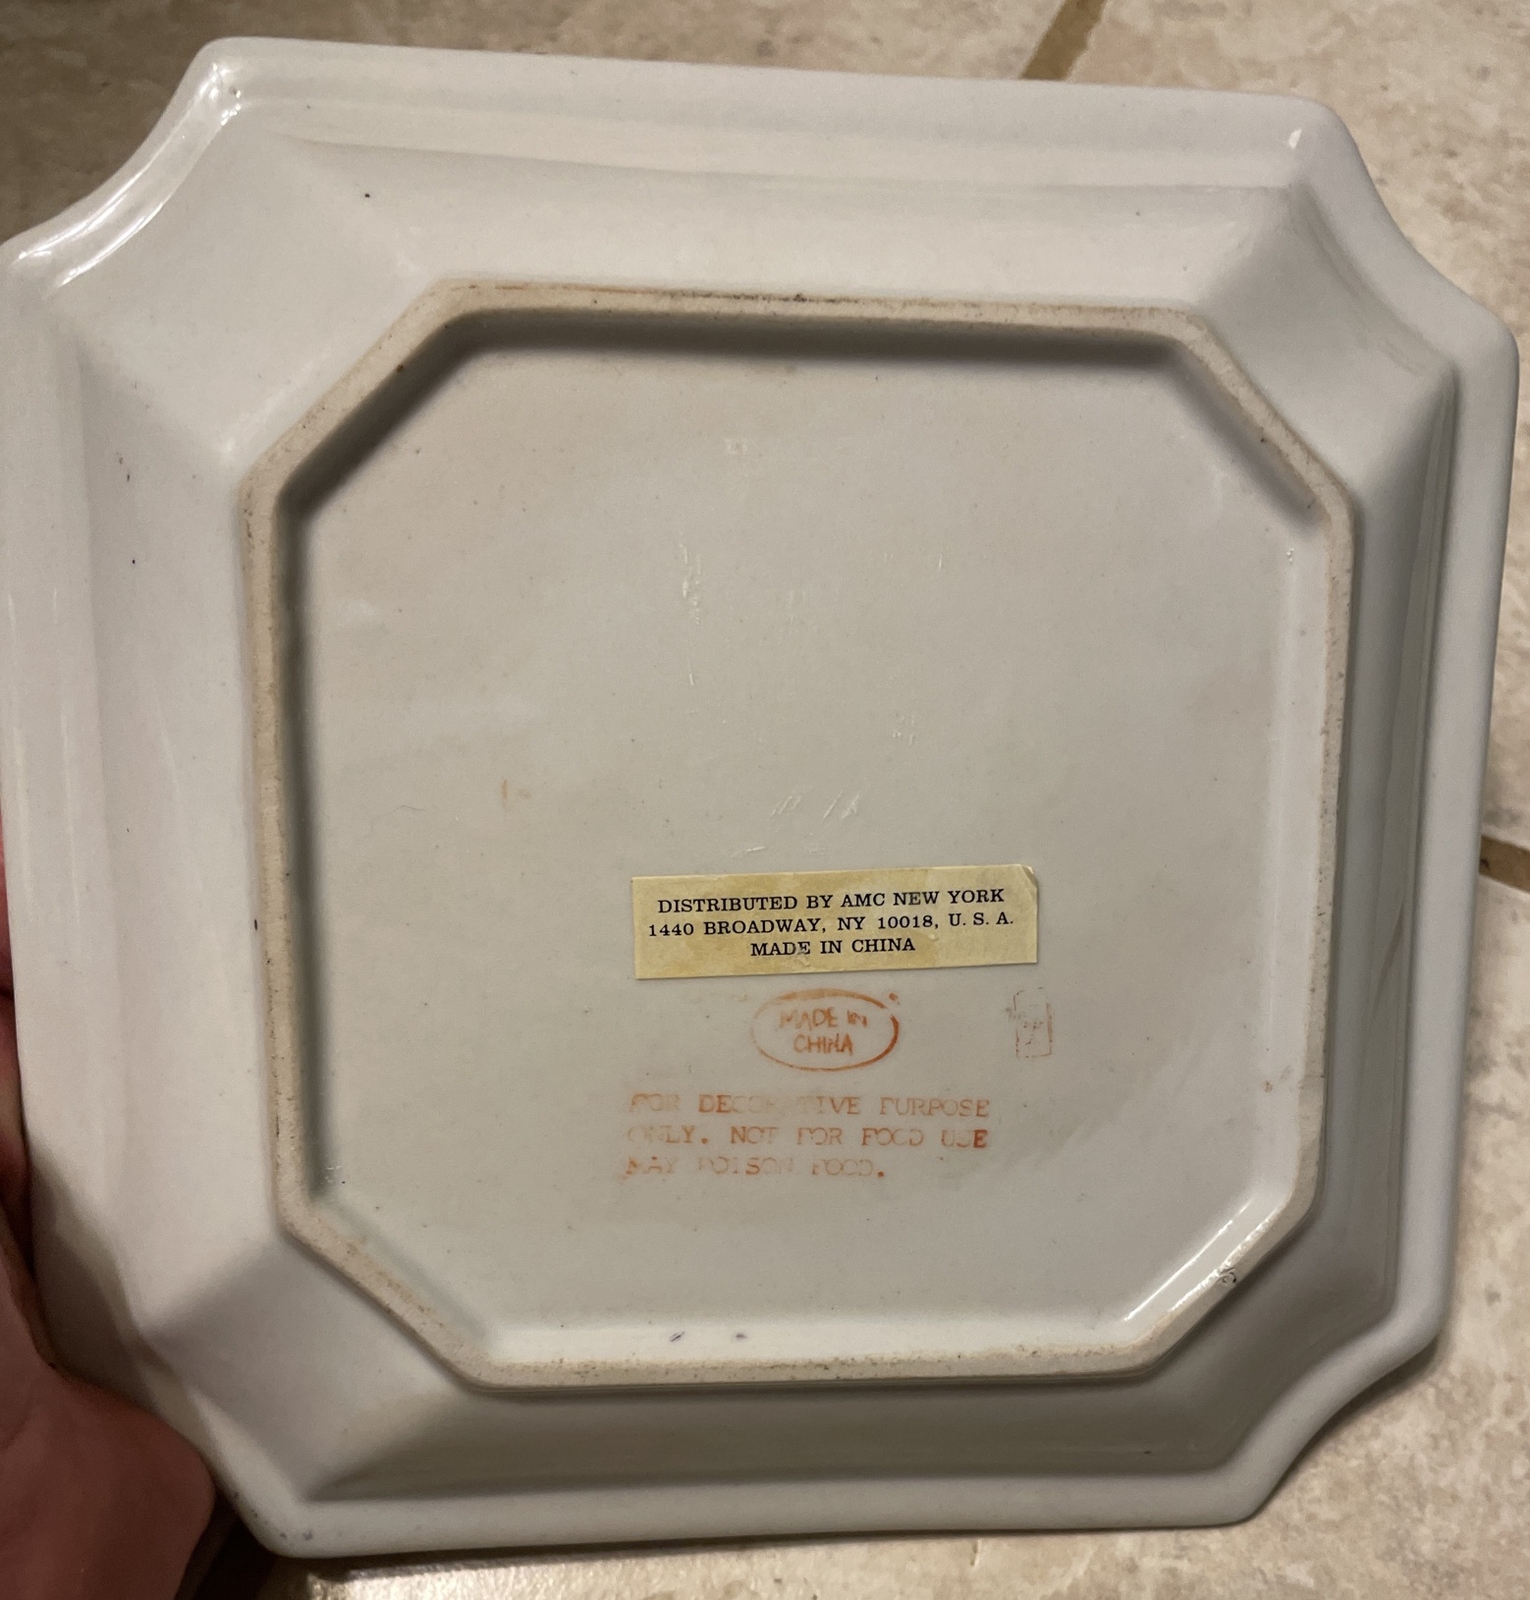 DISTRIBUTED BY AMC NEW YORK
1440 BROADWAY, NY 10018, U. S. A.
MADE IN CHINA
MADE IN
CHINA
FOR DECORATIVE PURPOSE
ONLY. NOT FOR FOOD USE
MAY POISON FOOD.